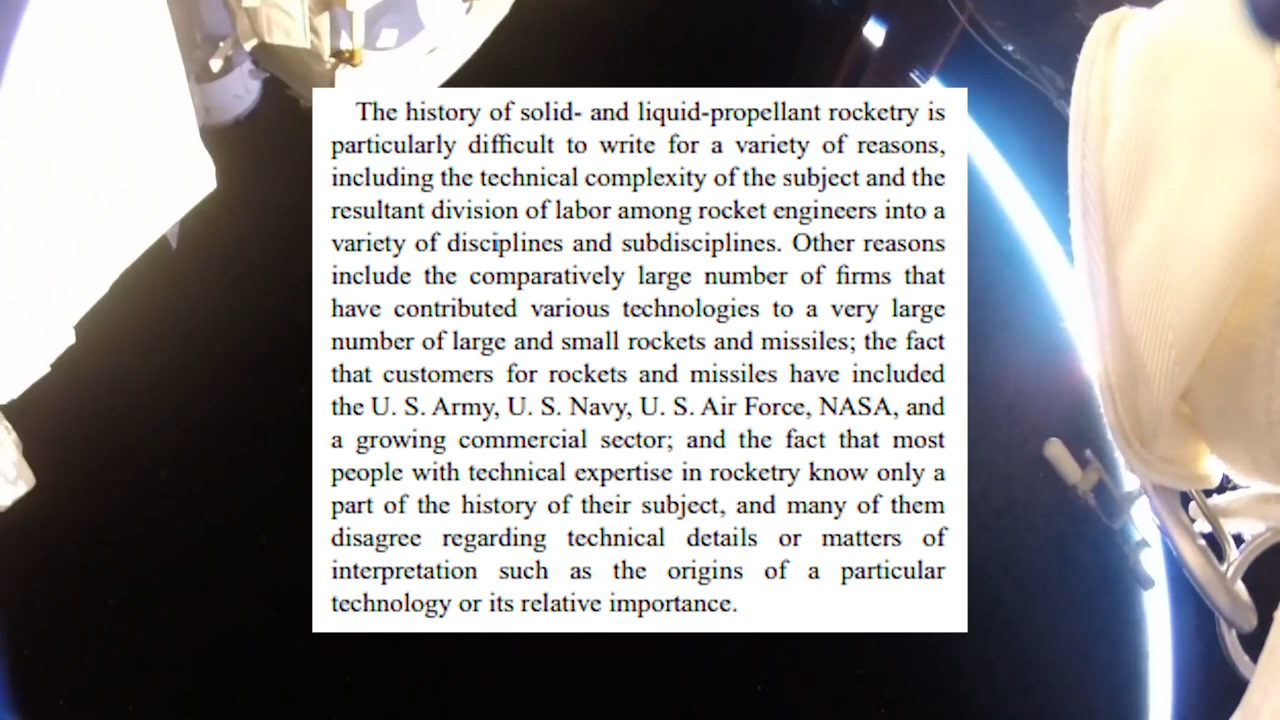 The history of solid- and liquid-propellant rocketry is
particularly difficult to write for a variety of reasons,
including the technical complexity of the subject and the
resultant division of labor among rocket engineers into a
variety of disciplines and subdisciplines. Other reasons
include the comparatively large number of firms that
have contributed various technologies to a very large
number of large and small rockets and missiles; the fact
that customers for rockets and missiles have included
the U. S. Army, U. S. Navy, U. S. Air Force, NASA, and
a growing commercial sector; and the fact that most
people with technical expertise in rocketry know only a
part of the history of their subject, and many of them
disagree regarding technical details or matters of
interpretation such as the origins of a particular
technology or its relative importance.